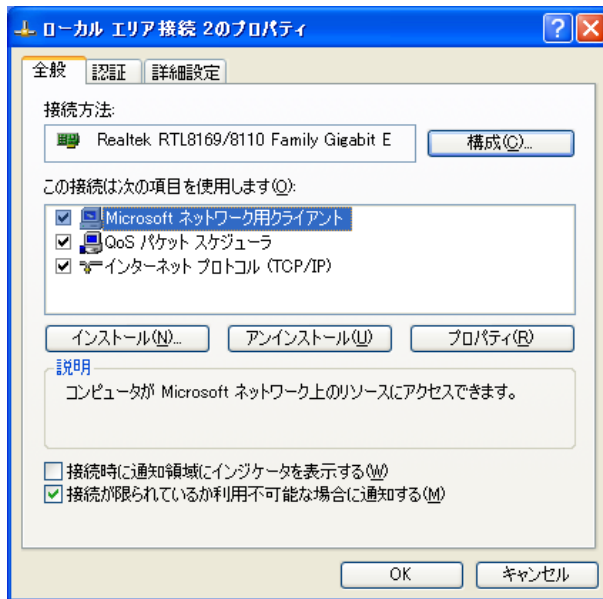 ローカル エリア接続 2のプロパティ
全般 認証 詳細設定
接続方法:
Realtek RTL8169/8110 Family Gigabit E 構成(C)...
この接続は次の項目を使用します(O):
Microsoft ネットワーク用クライアント
QoS パケット スケジューラ
インターネット プロトコル (TCP/IP)
インストール(N)... アンインストール(U) プロパティ(R)
説明
コンピュータが Microsoft ネットワーク上のリソースにアクセスできます。
接続時に通知領域にインジケータを表示する(W)
接続が限られているか利用不可能な場合に通知する(M)
OK キャンセル